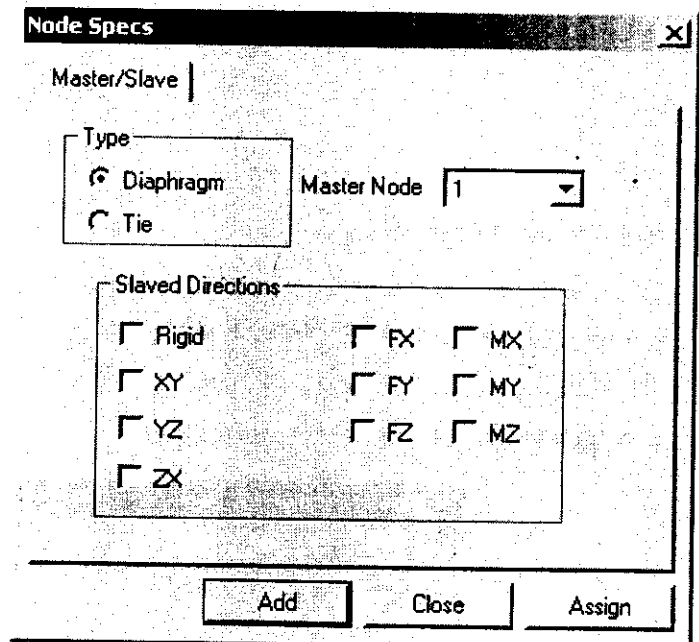 Node Specs
Master/Slave
Type
Diaphragm
Master Node 1
Tie
Slaved Directions
Rigid FX MX
XY FY MY
YZ FZ MZ
ZX
Add Close Assign